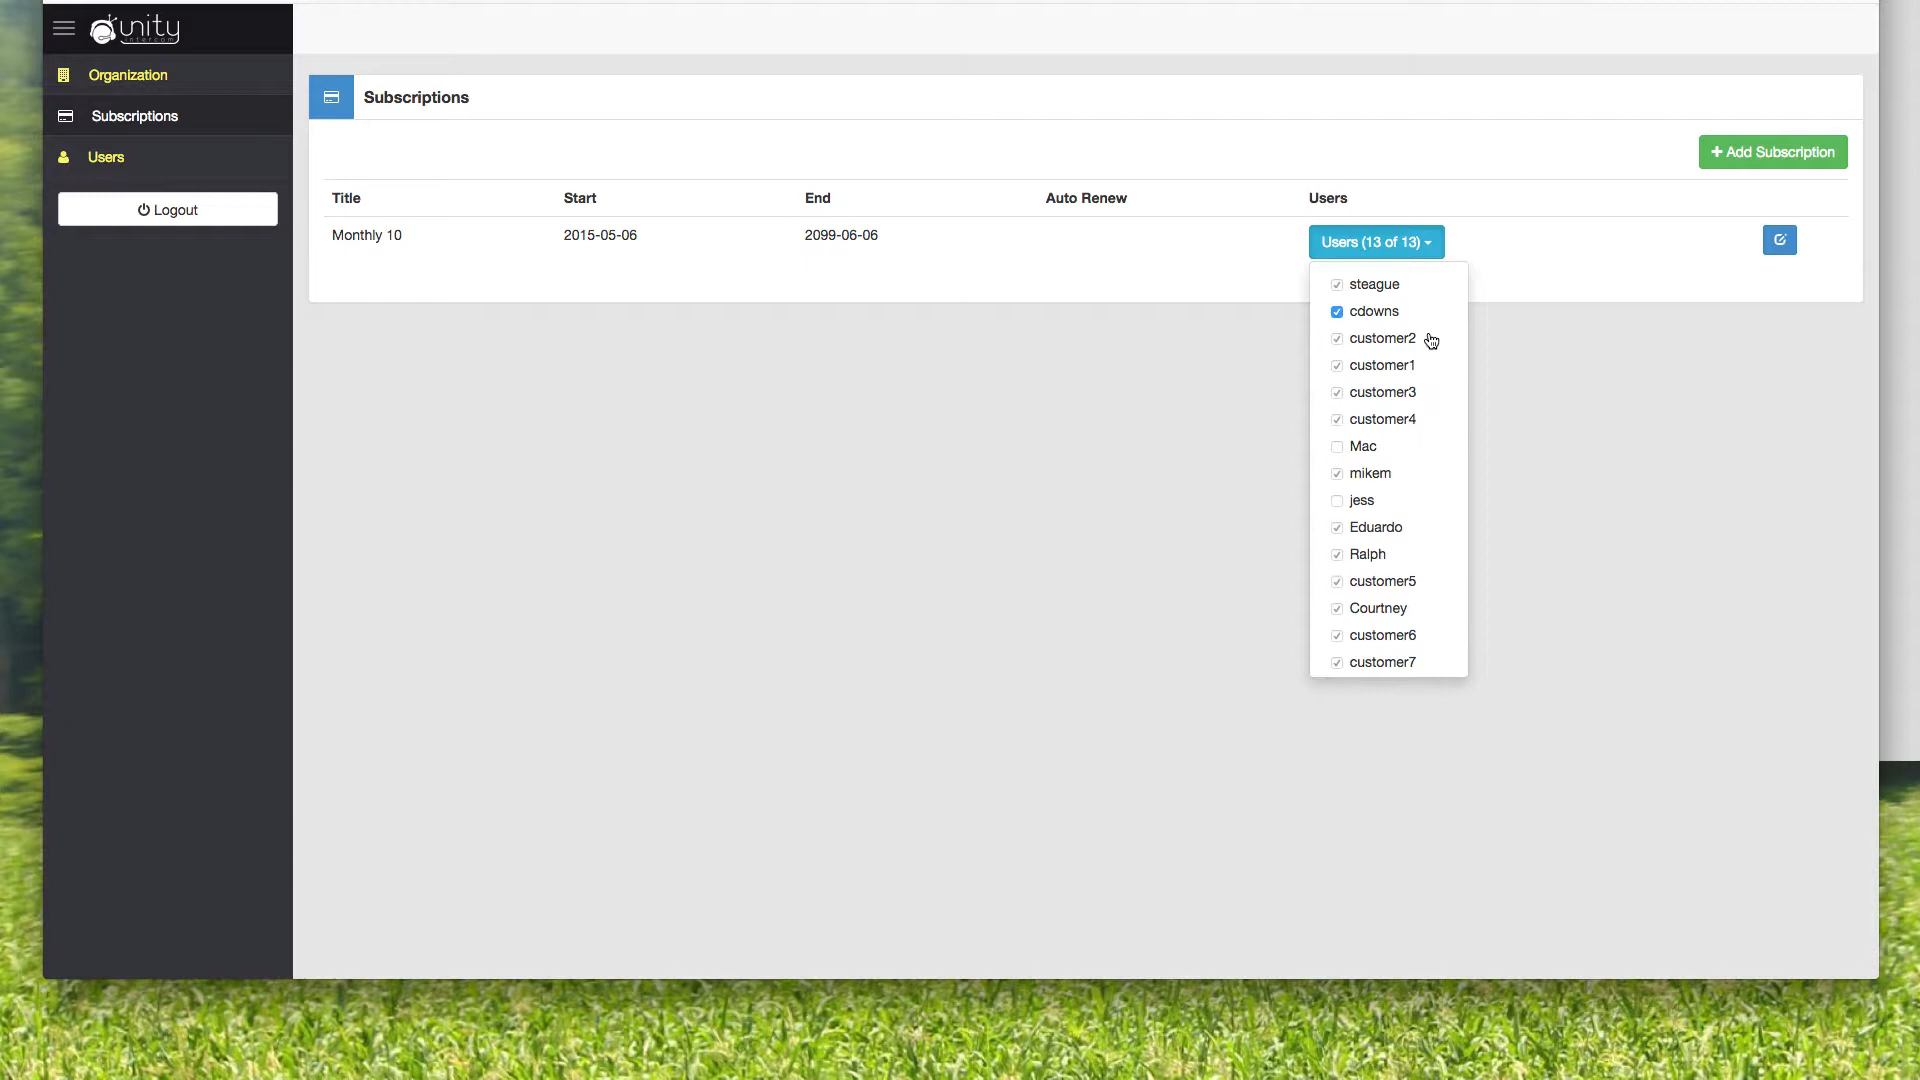 unity
intercom
Organization
Subscriptions
Users
Logout
Subscriptions
+ Add Subscription
Title Start End Auto Renew Users
Monthly 10 2015-05-06 2099-06-06 Users (13 of 13)
steague
cdowns
customer2
customer1
customer3
customer4
Mac
mikem
jess
Eduardo
Ralph
customer5
Courtney
customer6
customer7